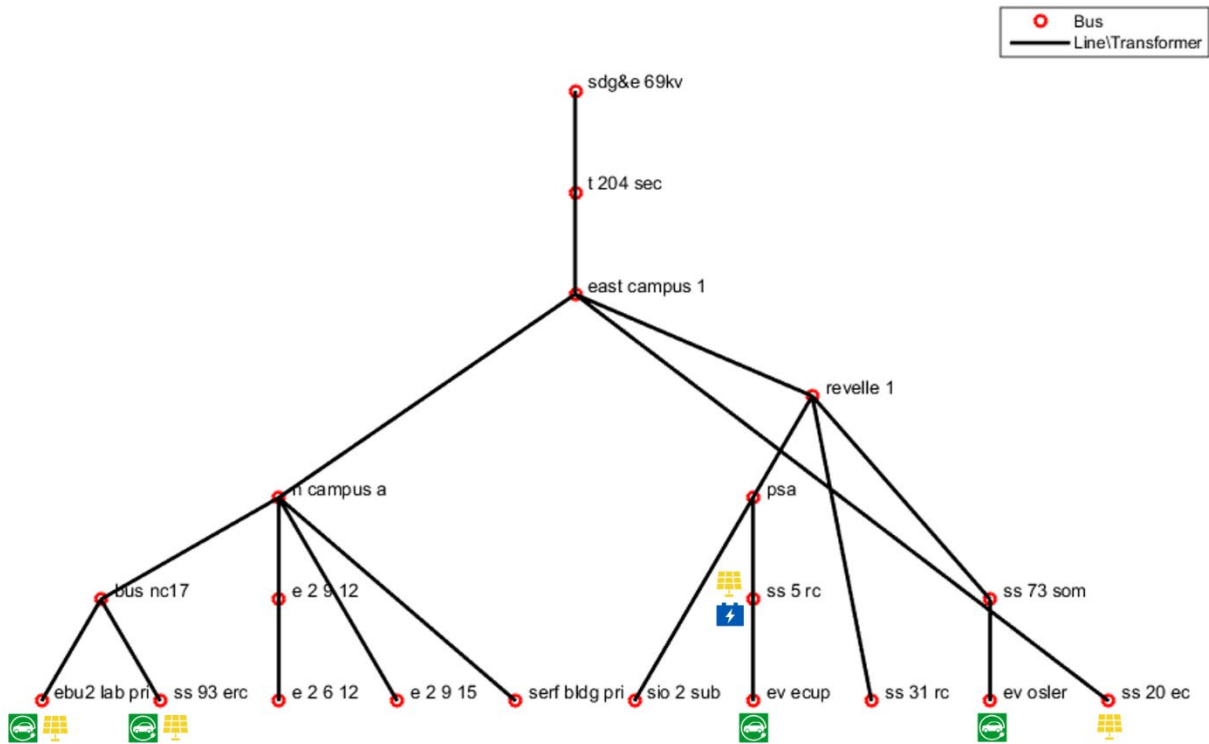 Bus
Line\Transformer
sdg&e 69kv
t 204 sec
east campus 1
revelle 1
n campus a
psa
bus nc17
e 2 9 12
ss 5 rc
ss 73 som
ebu2 lab pri
ss 93 erc
e 2 6 12
e 2 9 15
serf bldg pri
sio 2 sub
ev ecup
ss 31 rc
ev osler
ss 20 ec